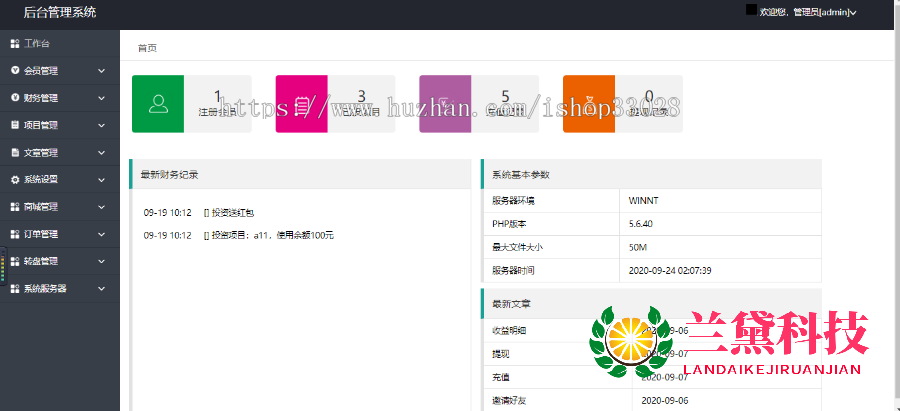 后台管理系统
欢迎您，管理员[admin]
工作台
会员管理
财务管理
项目管理
文章管理
系统设置
商城管理
订单管理
转盘管理
系统服务器
首页
1
注册会员
3
5
0
https://www.huzhan.com/ishop33028
最新财务记录
09-19 10:12 [] 投资送红包
09-19 10:12 [] 投资项目：a11，使用余额100元
系统基本参数
服务器环境 WINNT
PHP版本 5.6.40
最大文件大小 50M
服务器时间 2020-09-24 02:07:39
最新文章
收益明细 2020-09-06
提现 2020-09-07
充值 2020-09-07
邀请好友 2020-09-06
兰黛科技
LANDAIKEJIRUANJIAN